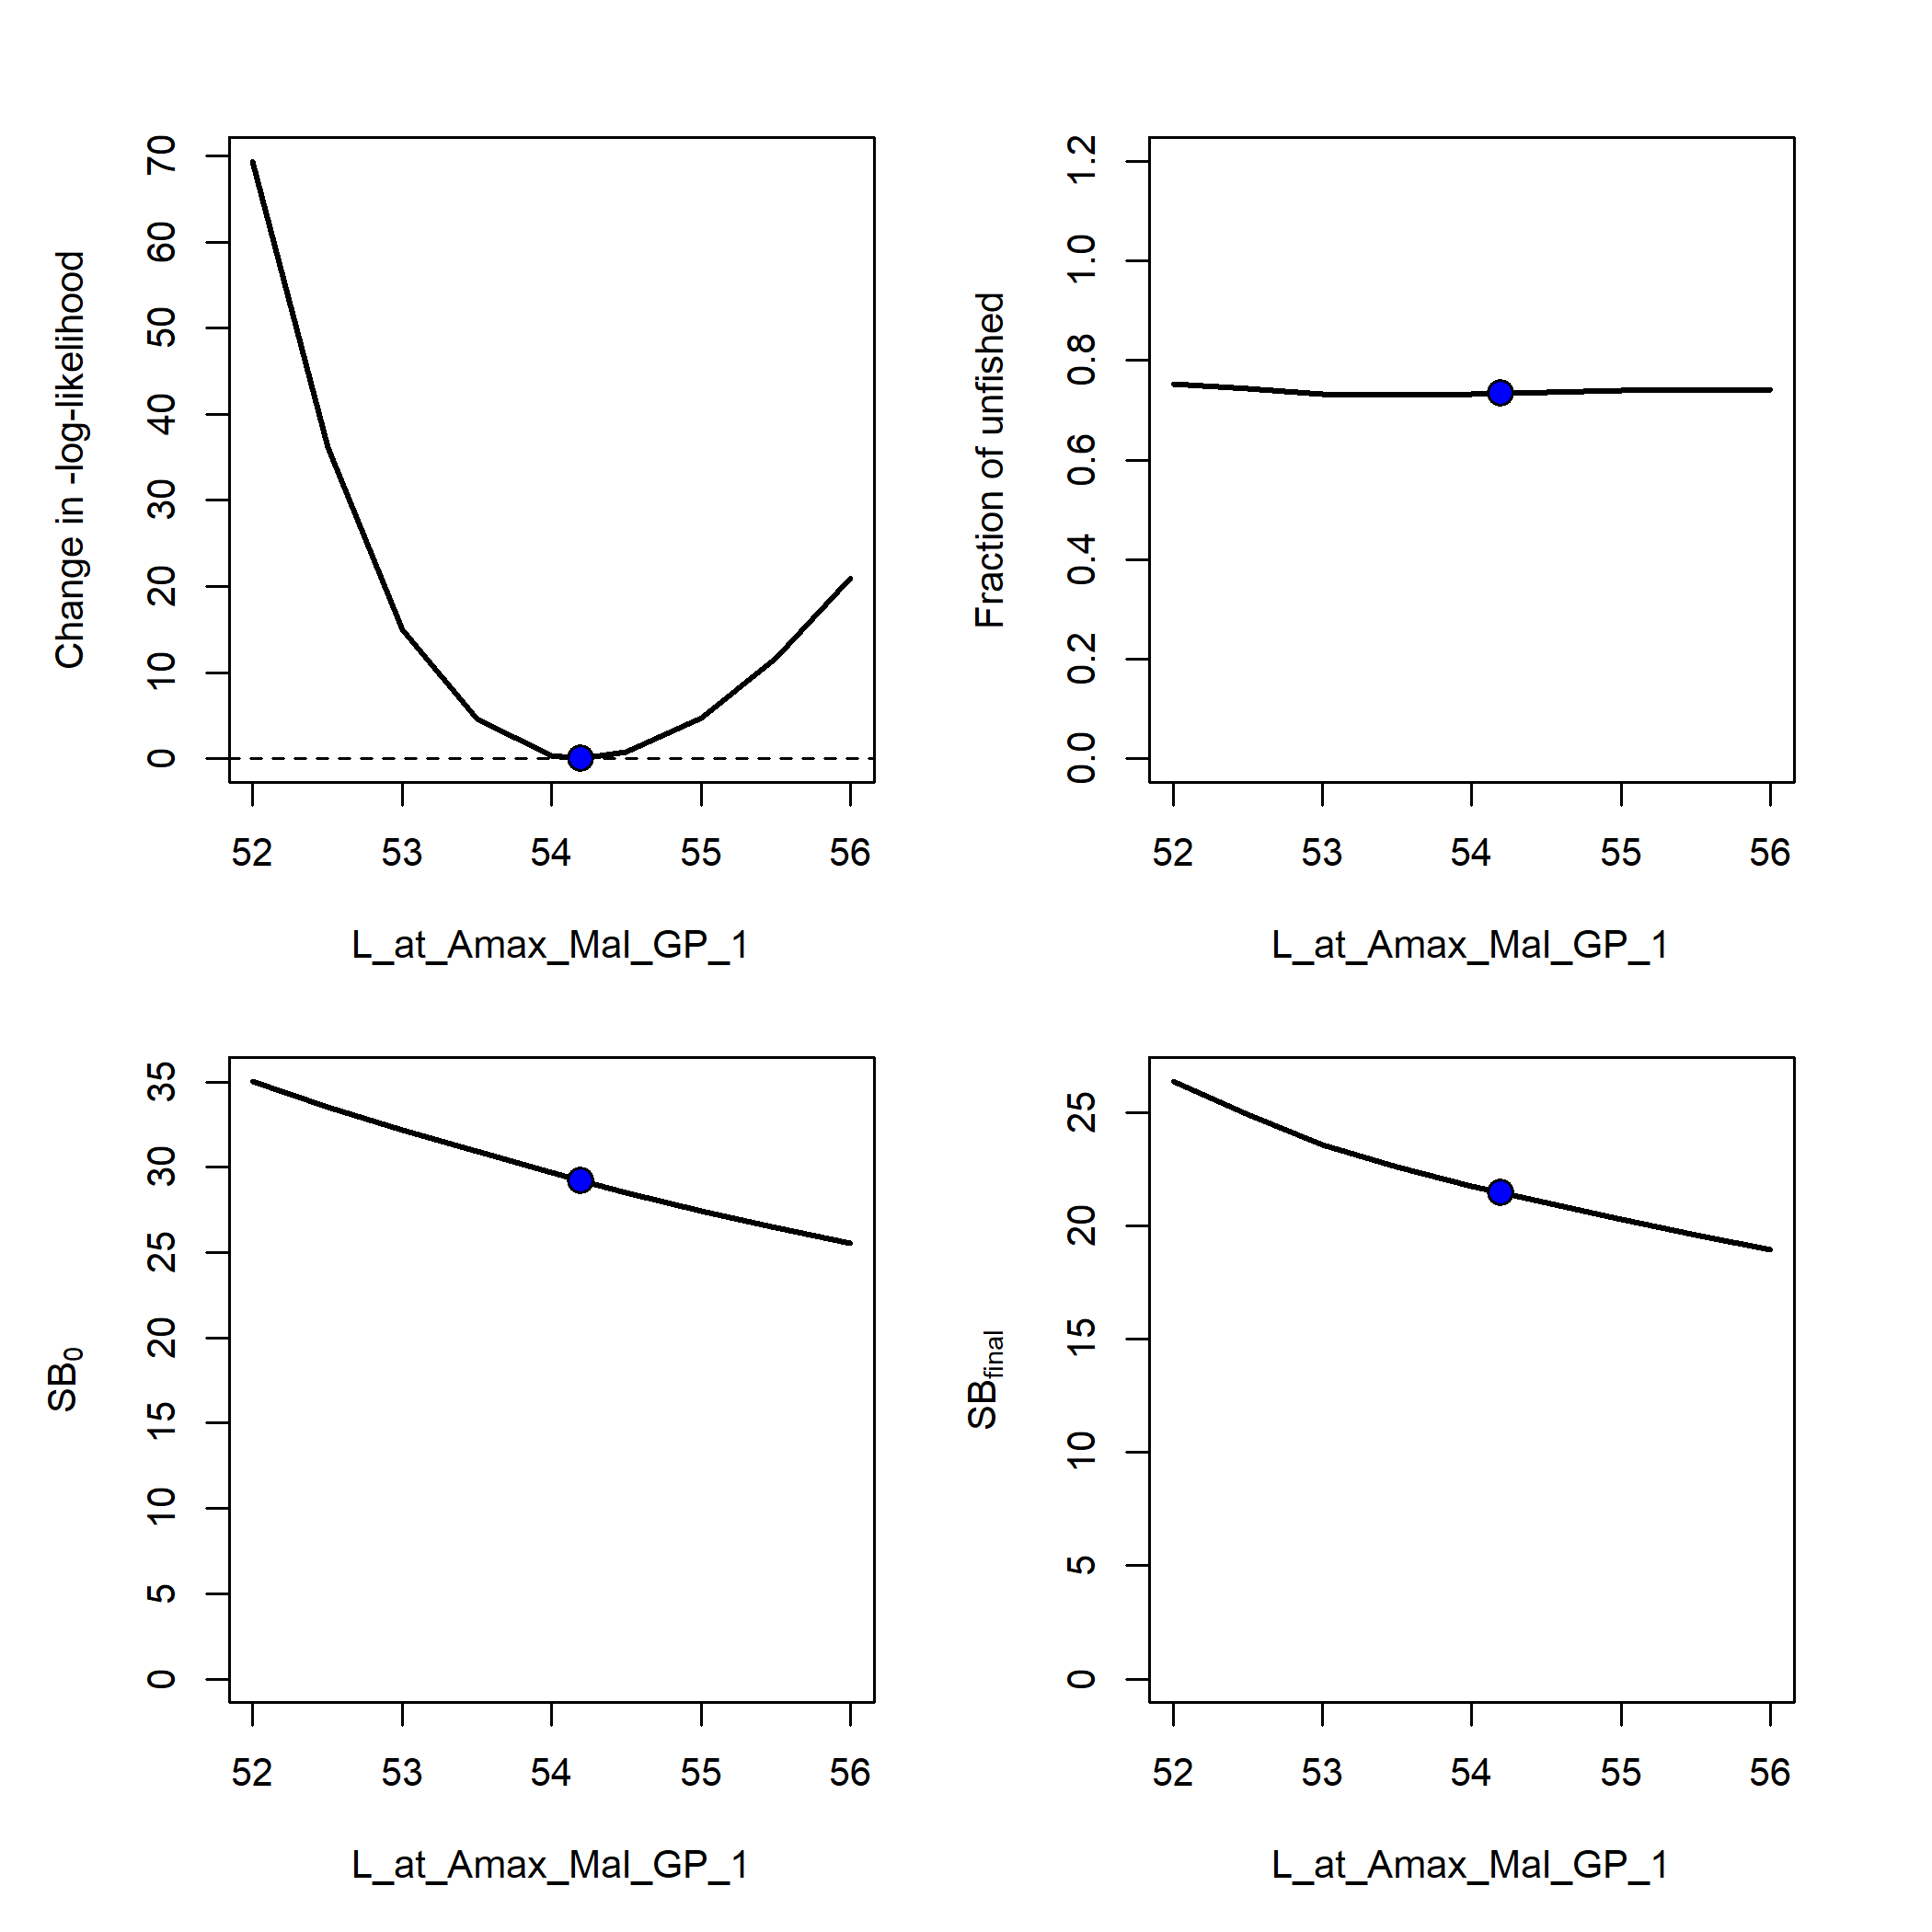 Change in -log-likelihood
70
60
50
40
30
20
10
0
52 53 54 55 56
L_at_Amax_Mal_GP_1
Fraction of unfished
1.2
1.0
0.8
0.6
0.4
0.2
0.0
52 53 54 55 56
L_at_Amax_Mal_GP_1
SB0
35
30
25
20
15
10
5
0
52 53 54 55 56
L_at_Amax_Mal_GP_1
SBfinal
25
20
15
10
5
0
52 53 54 55 56
L_at_Amax_Mal_GP_1